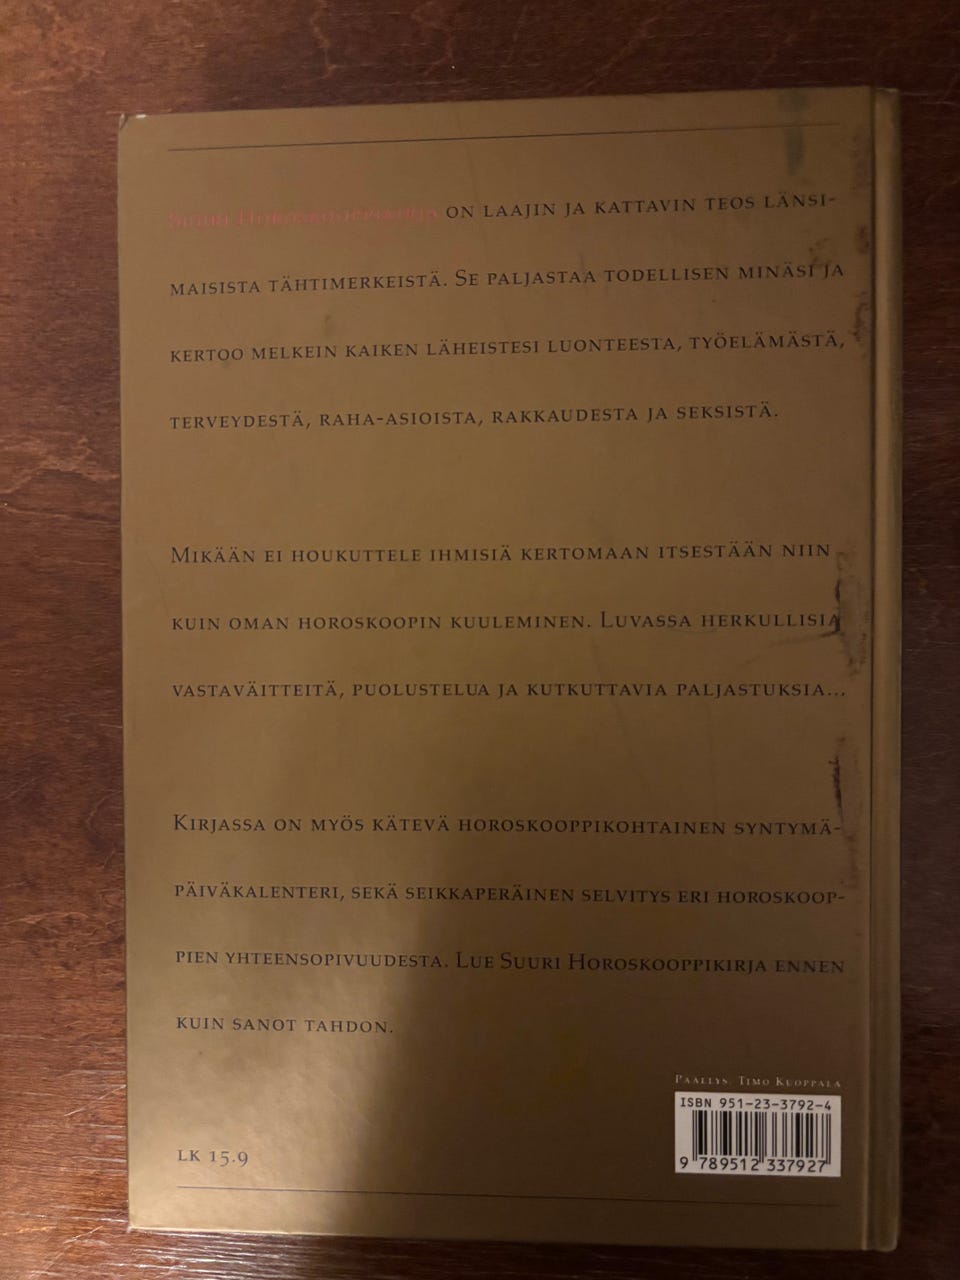 Suuri Horoskooppikirja on laajin ja kattavin teos länsi-
maisista tähtimerkeistä. Se paljastaa todellisen minäsi ja
kertoo melkein kaiken läheistesi luonteesta, työelämästä,
terveydestä, raha-asioista, rakkaudesta ja seksistä.
Mikään ei houkuttele ihmisiä kertomaan itsestään niin
kuin oman horoskoopin kuuleminen. Luvassa herkullisia
vastaväitteitä, puolustelua ja kutkuttavia paljastuksia...
Kirjassa on myös kätevä horoskooppikohtainen syntymä-
päiväkalenteri, sekä seikkaperäinen selvitys eri horoskoop-
pien yhteensopivuudesta. Lue Suuri Horoskooppikirja ennen
kuin sanot tahdon.
Päällys: Timo Kuoppala
ISBN 951-23-3792-4
9 789512 337927
LK 15.9